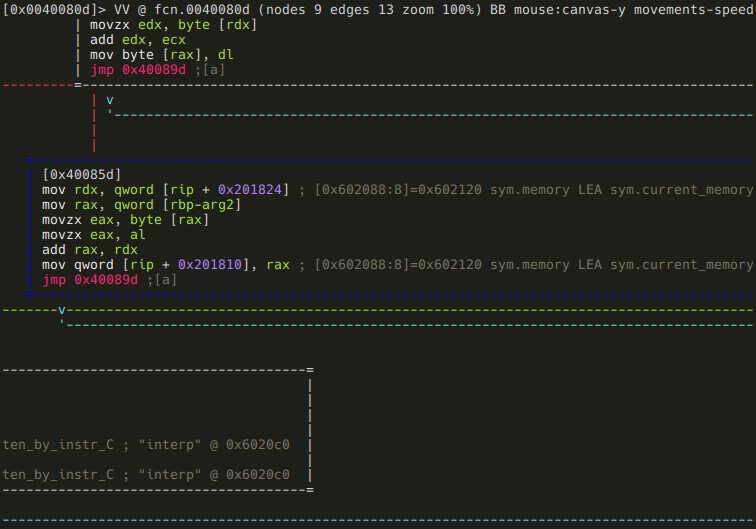 [0x0040080d]> VV @ fcn.0040080d (nodes 9 edges 13 zoom 100%) BB mouse:canvas-y movements-speed
| movzx edx, byte [rdx]
| add edx, ecx
| mov byte [rax], dl
| jmp 0x40089d ;[a]
[0x40085d]
mov rdx, qword [rip + 0x201824] ; [0x602088:8]=0x602120 sym.memory LEA sym.current_memory
mov rax, qword [rbp-arg2]
movzx eax, byte [rax]
movzx eax, al
add rax, rdx
mov qword [rip + 0x201810], rax ; [0x602088:8]=0x602120 sym.memory LEA sym.current_memory
jmp 0x40089d ;[a]
ten_by_instr_C ; "interp" @ 0x6020c0 |
ten_by_instr_C ; "interp" @ 0x6020c0 |